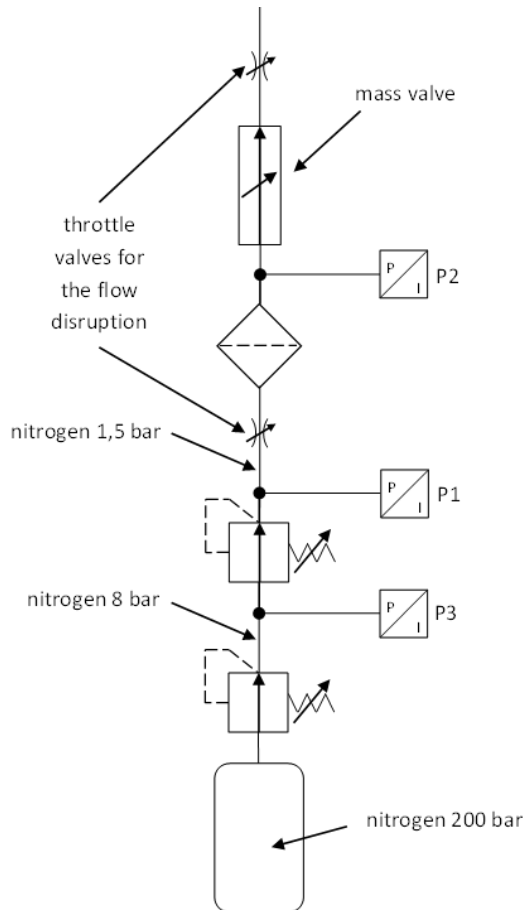 mass valve
throttle
valves for
the flow
disruption
P
I
P2
nitrogen 1,5 bar
P
I
P1
nitrogen 8 bar
P
I
P3
nitrogen 200 bar